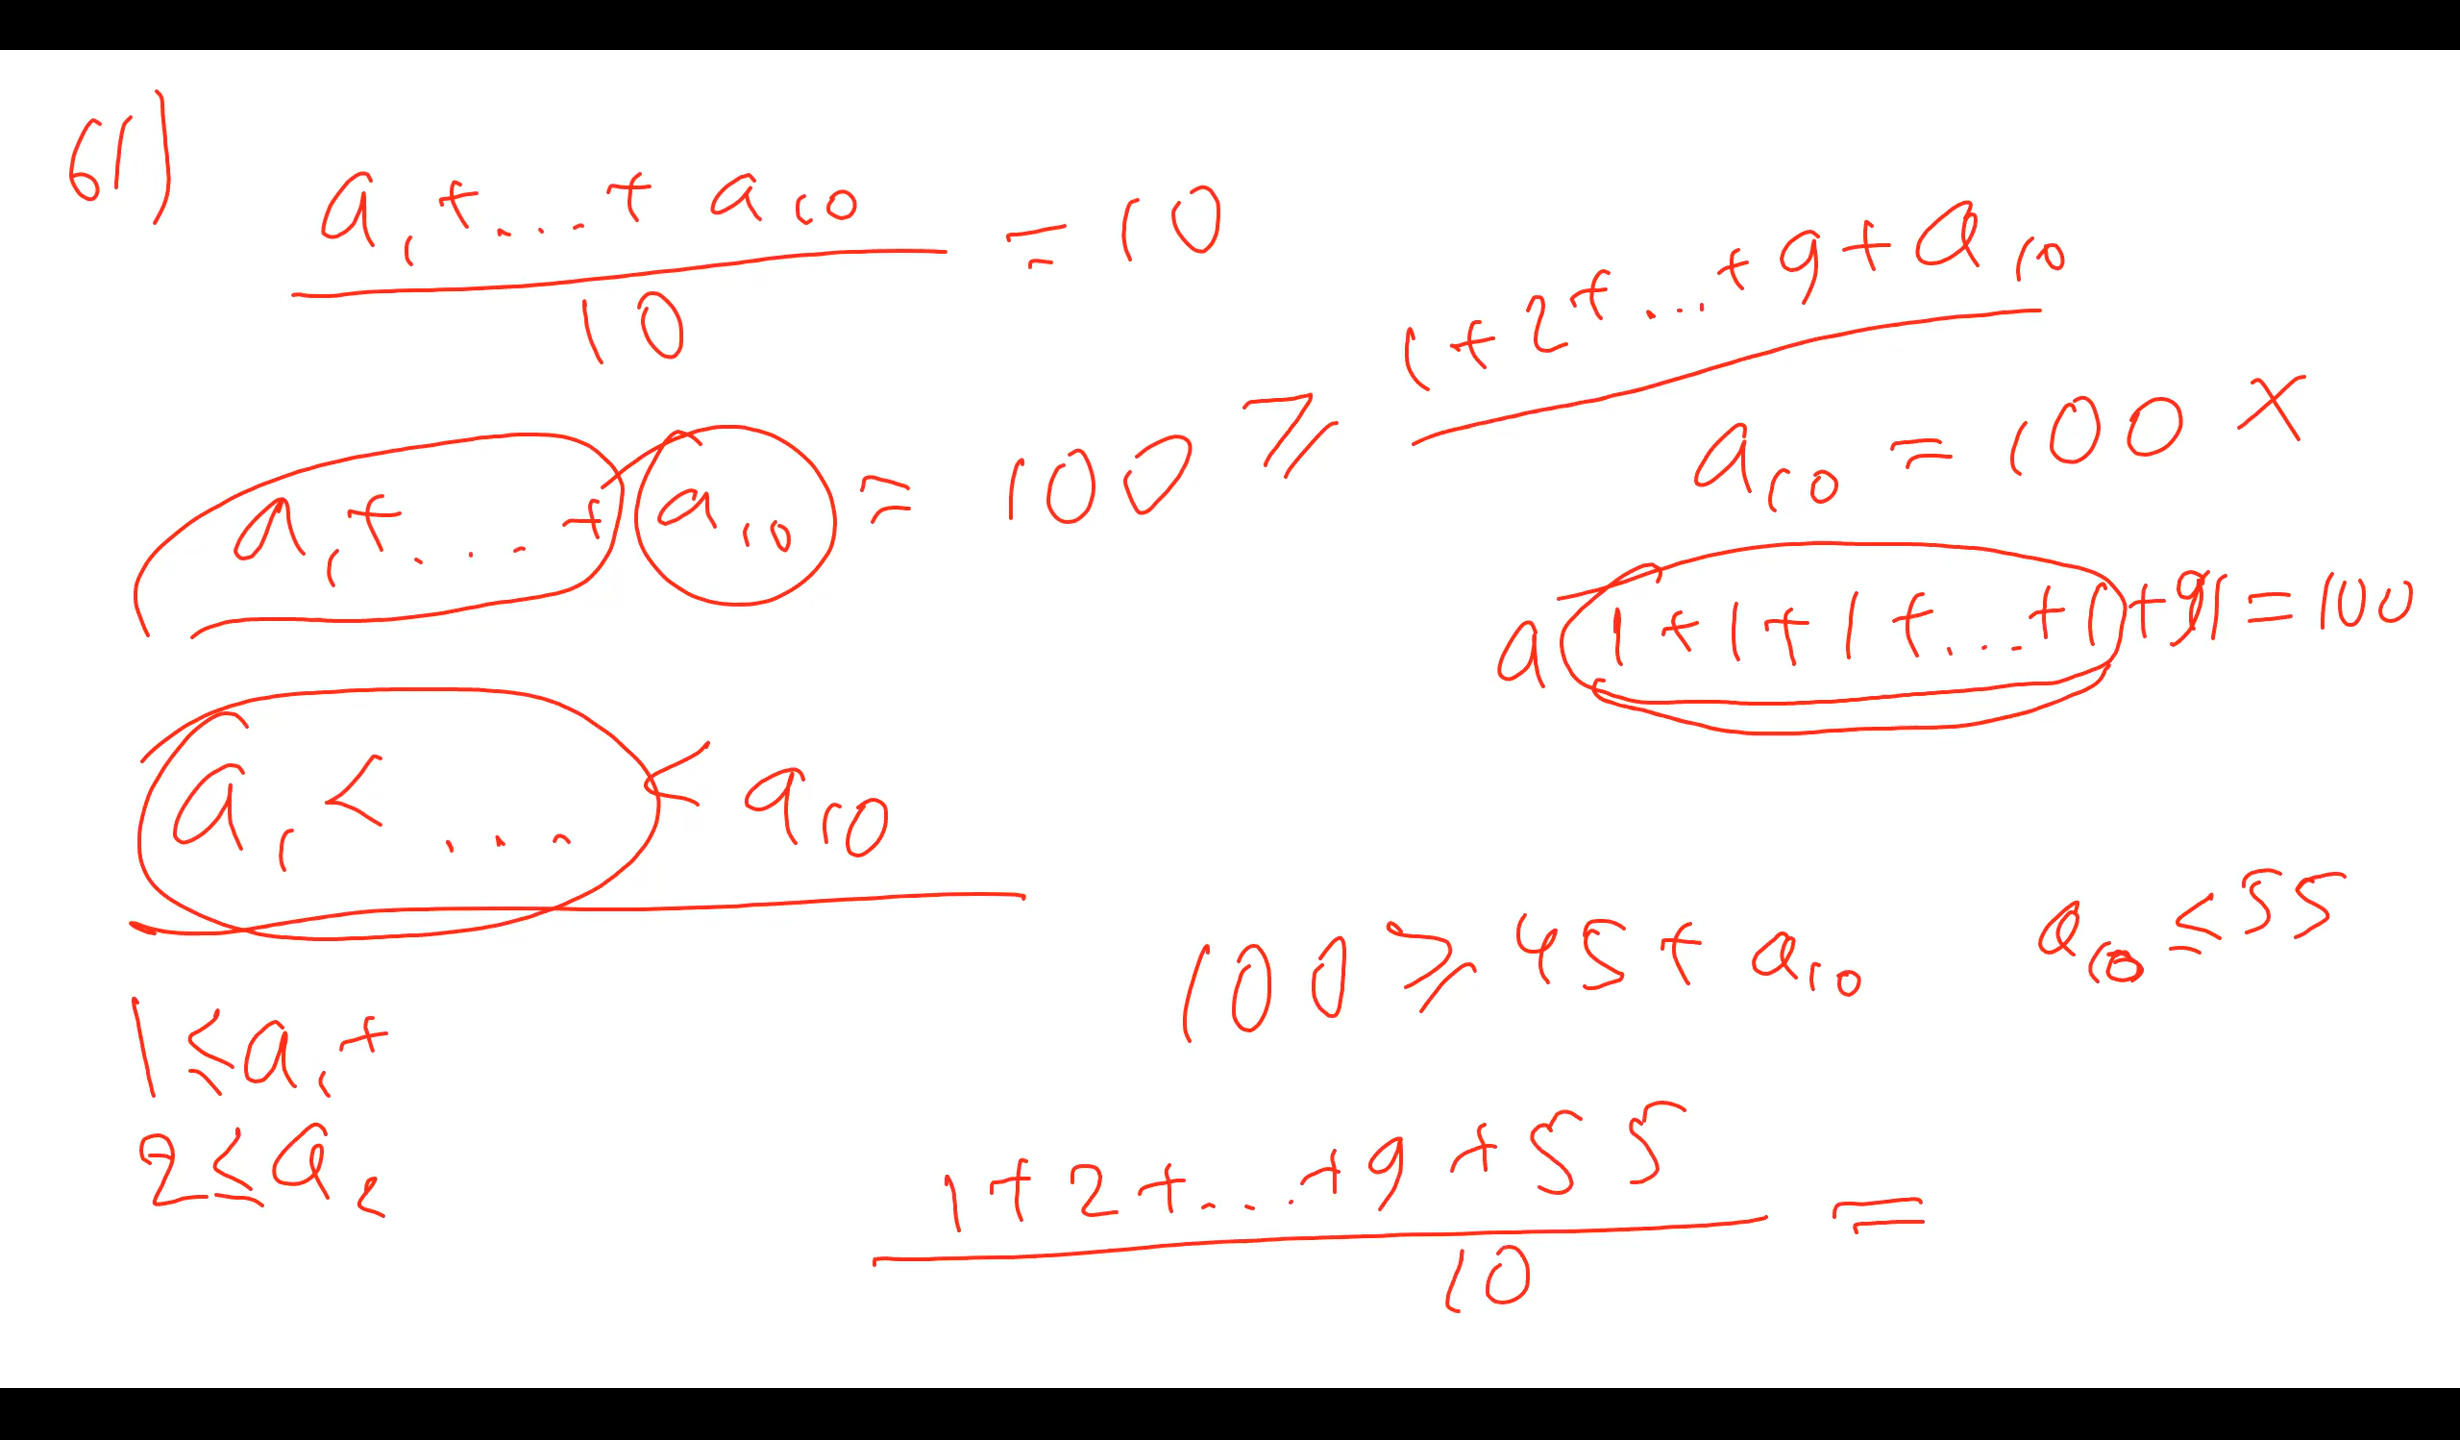 61)
a₁ + ... + a₁₀
10
= 10
a₁ + .... + a₁₀ = 100 ≥
1 + 2 + ... + 9 + a₁₀
a₁₀ = 100 ×
a 1 + 1 + 1 + ... + 1 + 91 = 100
a₁ < .... < a₁₀
100 ≥ 45 + a₁₀
a₁₀ ≤ 55
1 ≤ a₁ +
2 ≤ a₂
1 + 2 + ... + 9 + 55
10
=